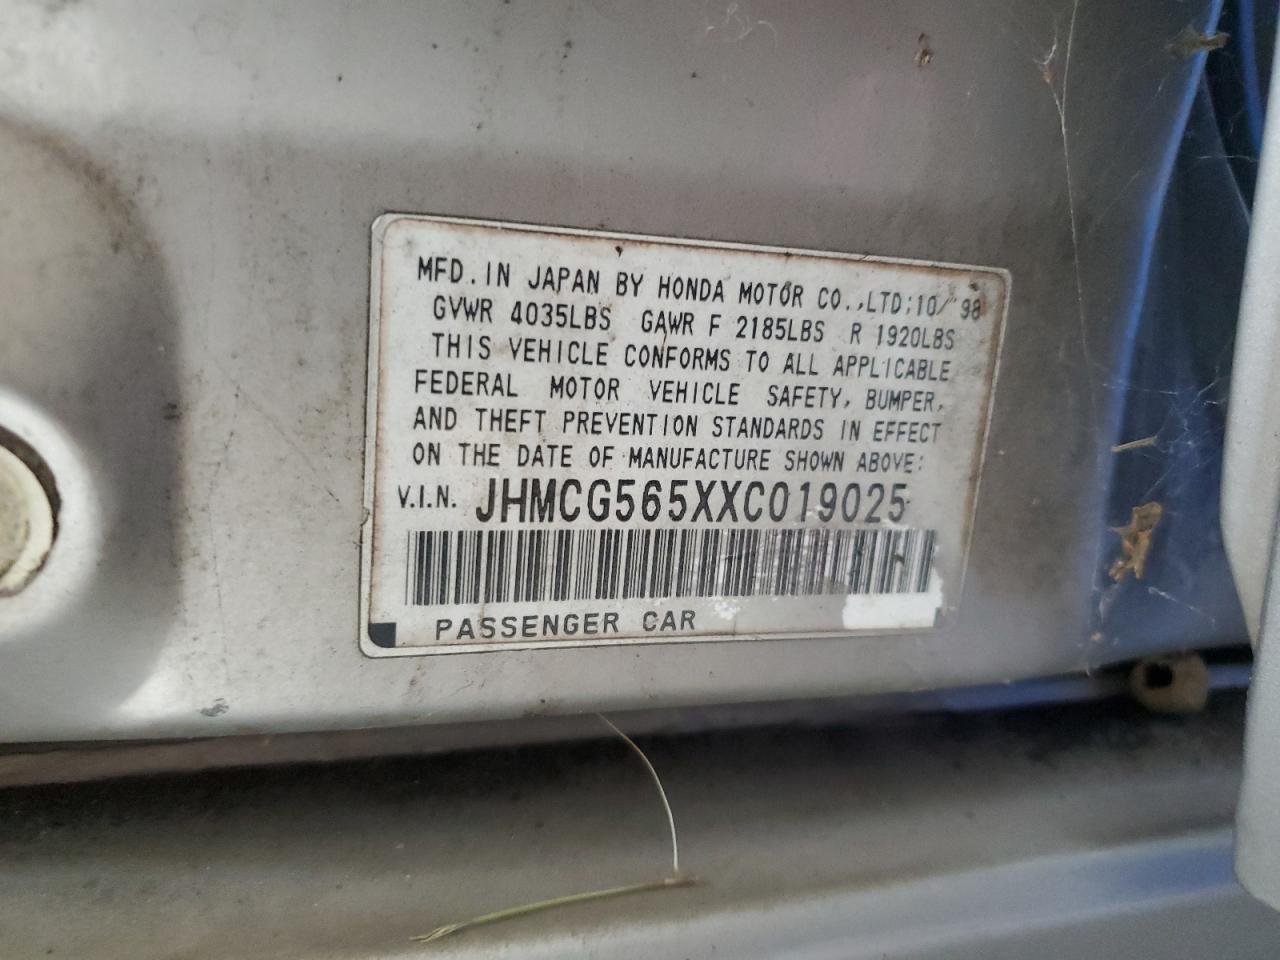 MFD. IN JAPAN BY HONDA MOTOR CO.,LTD; 10/'98
GVWR 4035LBS GAWR F 2185LBS R 1920LBS
THIS VEHICLE CONFORMS TO ALL APPLICABLE
FEDERAL MOTOR VEHICLE SAFETY, BUMPER,
AND THEFT PREVENTION STANDARDS IN EFFECT
ON THE DATE OF MANUFACTURE SHOWN ABOVE:
V.I.N. JHMCG565XXC019025
PASSENGER CAR